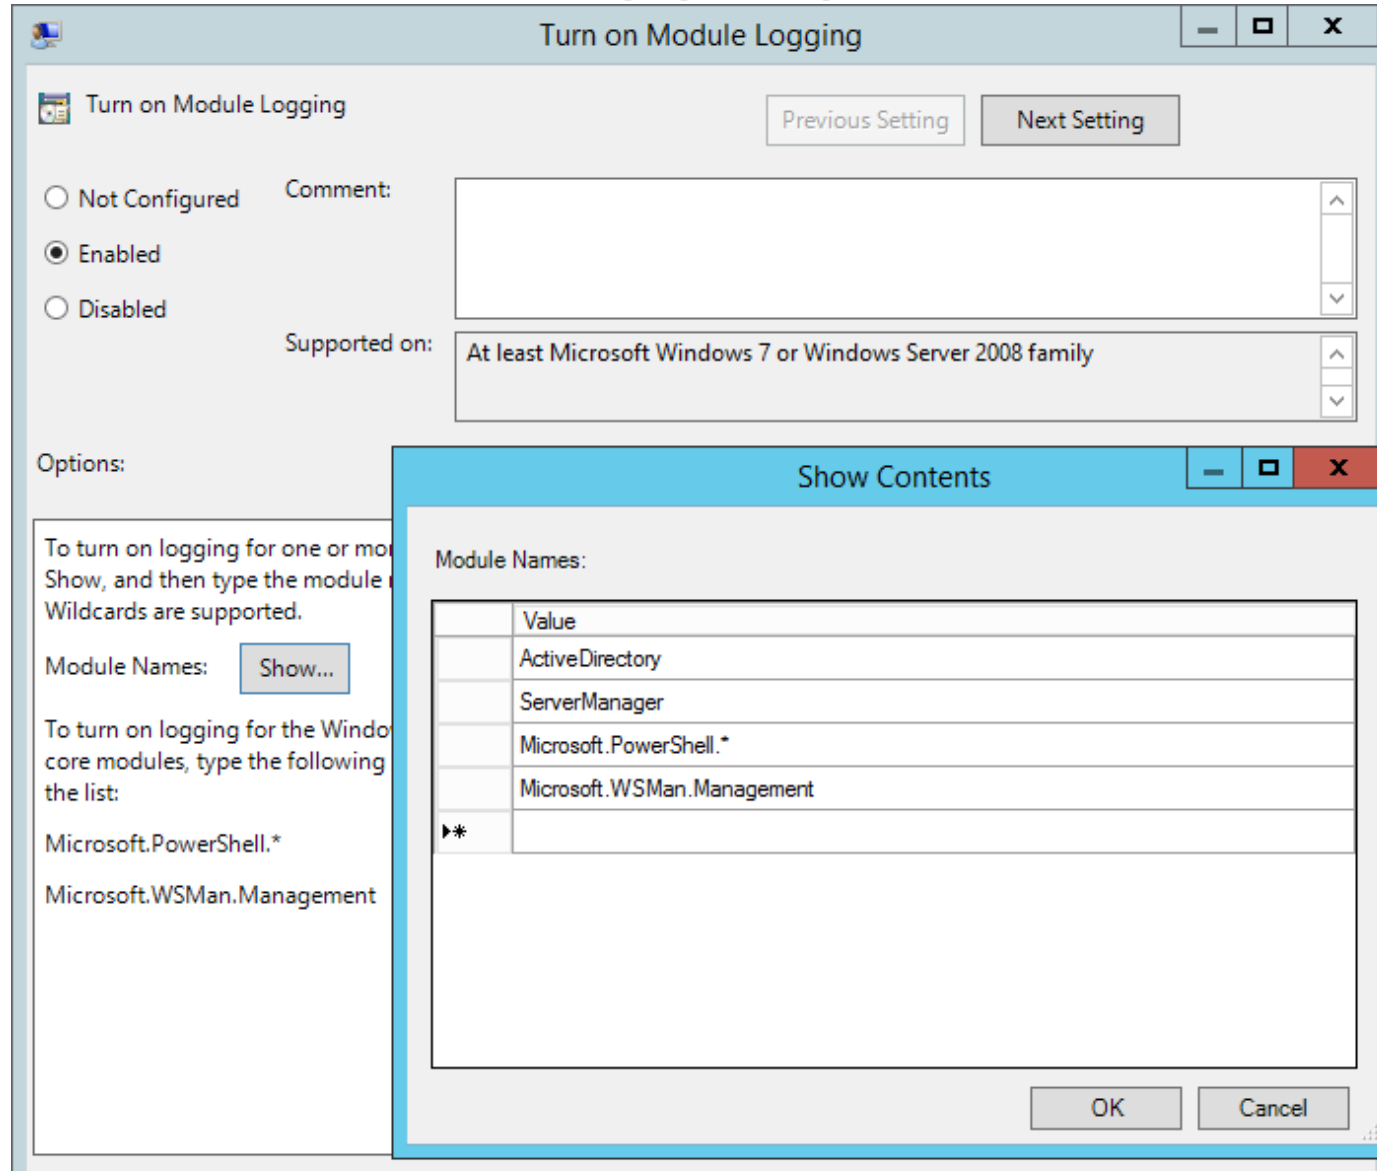 Turn on Module Logging
Turn on Module Logging
Previous Setting
Next Setting
Not Configured
Comment:
Enabled
Disabled
Supported on:
At least Microsoft Windows 7 or Windows Server 2008 family
Options:
Show Contents
To turn on logging for one or mor
Show, and then type the module
Wildcards are supported.
Module Names:
Show...
To turn on logging for the Windo
core modules, type the following
the list:
Microsoft.PowerShell.*
Microsoft.WSMan.Management
Module Names:
Value
ActiveDirectory
ServerManager
Microsoft.PowerShell.*
Microsoft.WSMan.Management
OK
Cancel